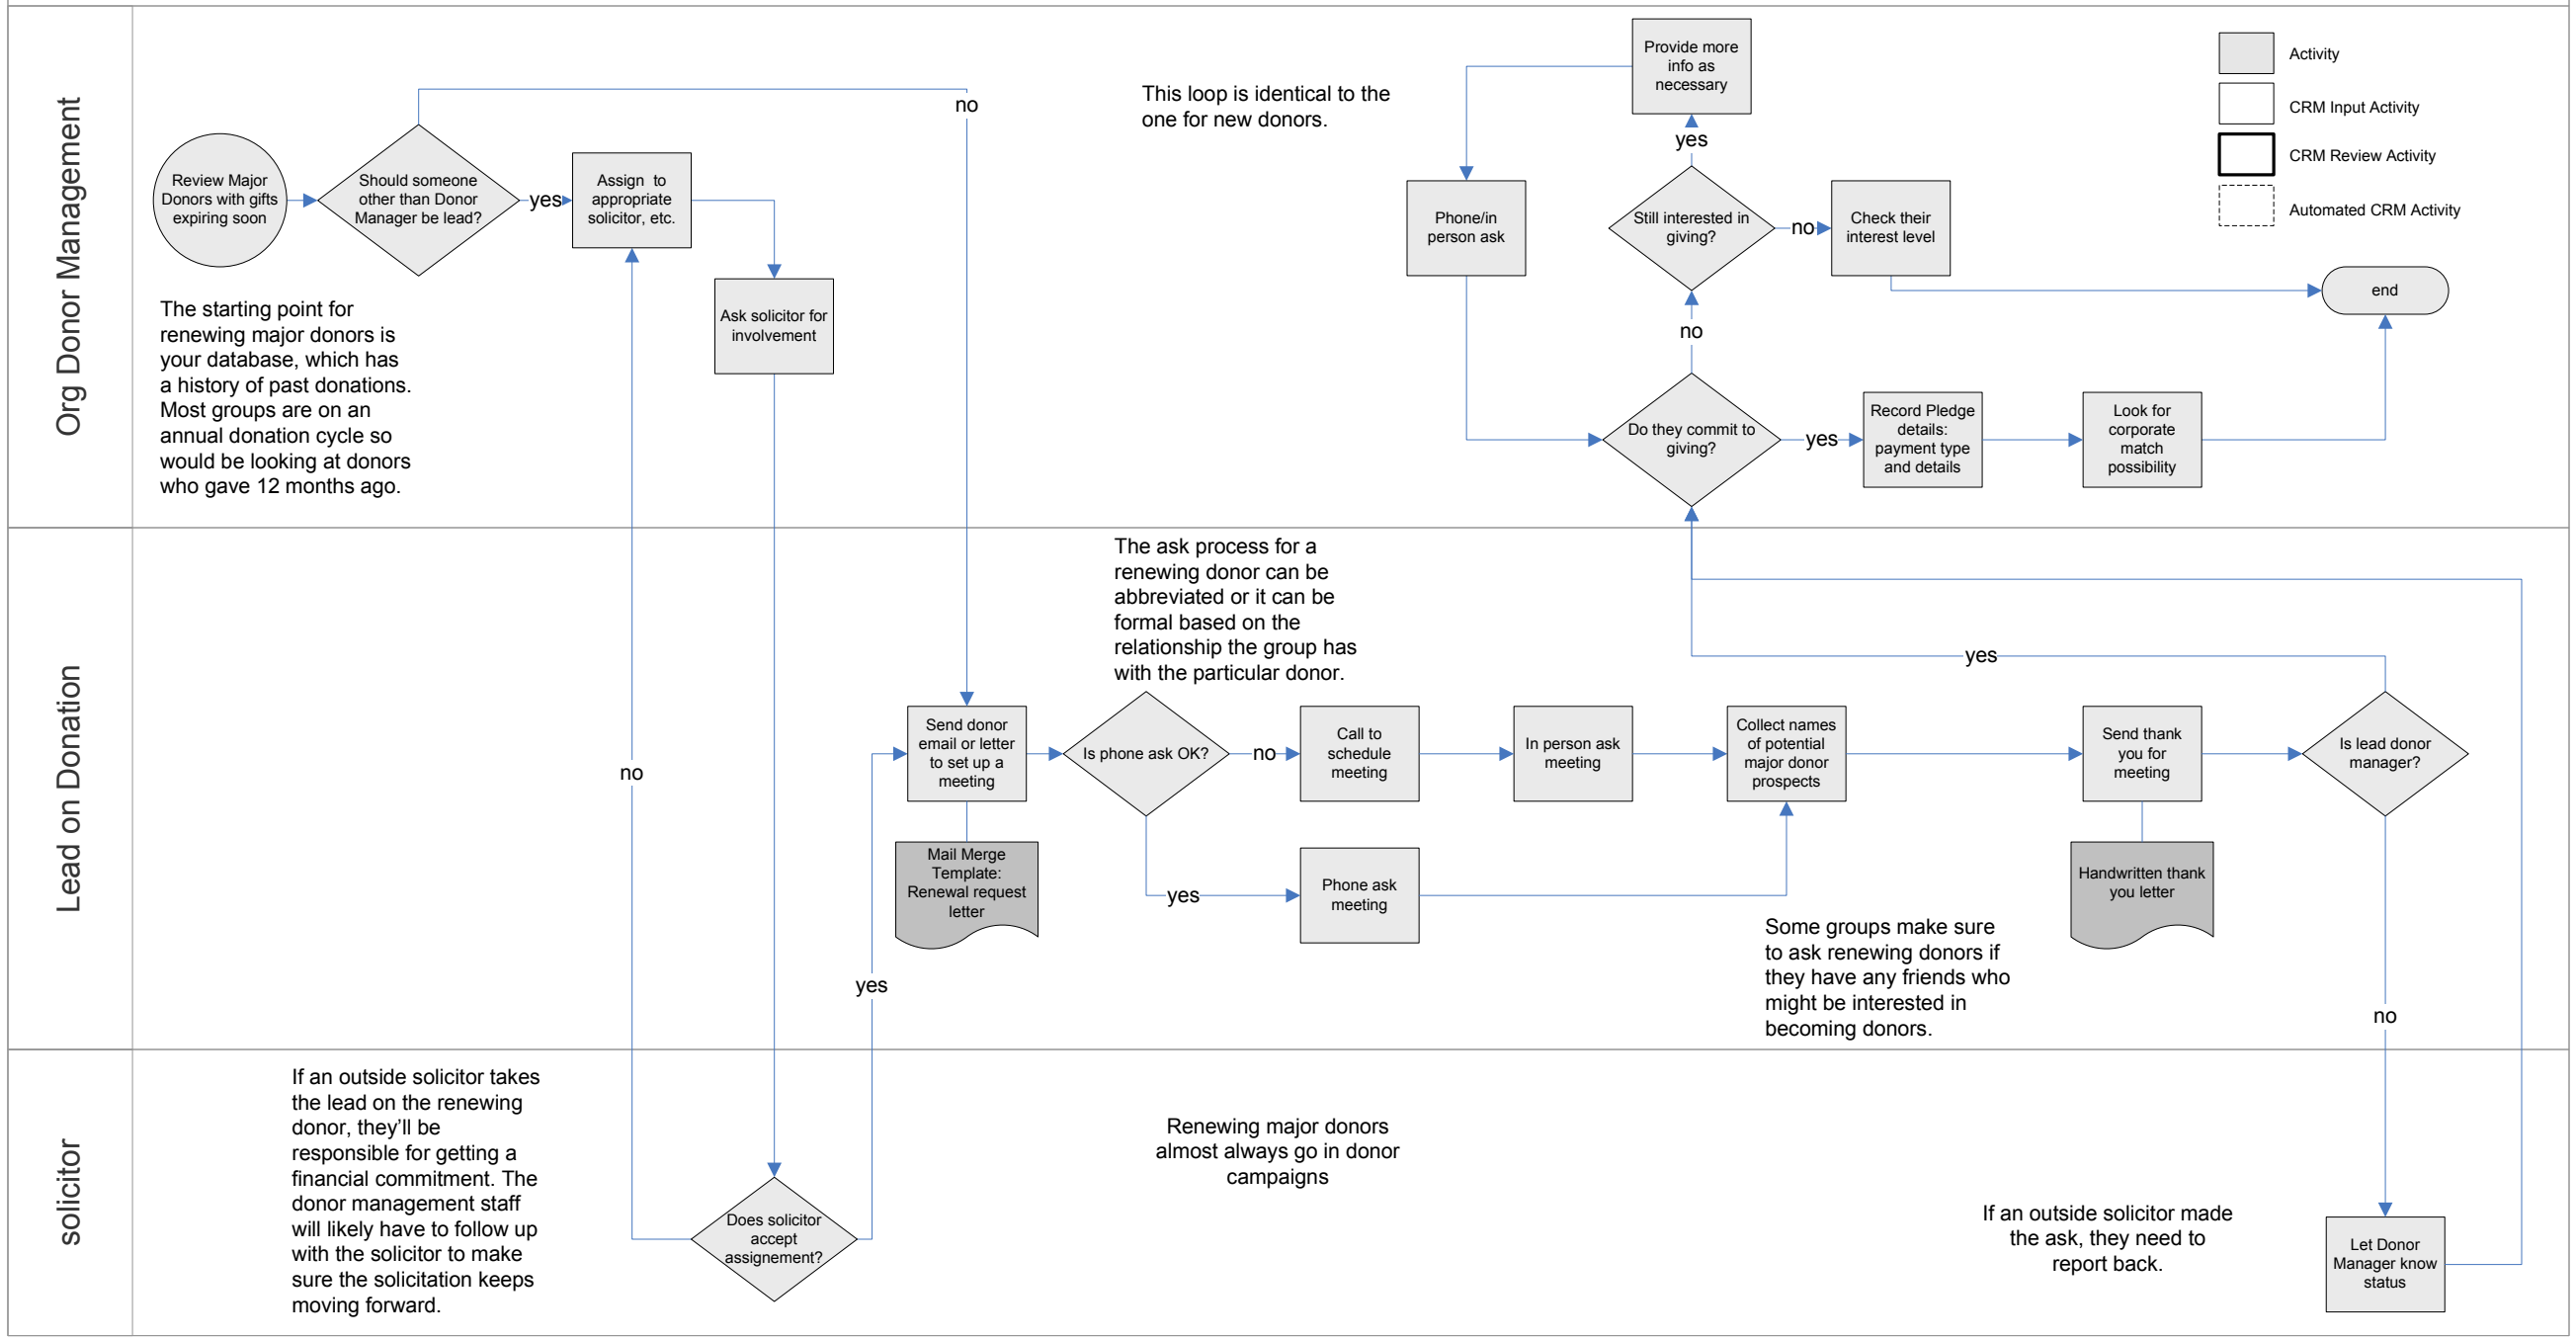 Org Donor Management
Review Major
Donors with gifts
expiring soon
Should someone
other than Donor
Manager be lead?
yes
no
Assign to
appropriate
solicitor, etc.
Ask solicitor for
involvement
The starting point for
renewing major donors is
your database, which has
a history of past donations.
Most groups are on an
annual donation cycle so
would be looking at donors
who gave 12 months ago.
This loop is identical to the
one for new donors.
Provide more
info as
necessary
yes
Phone/in
person ask
Still interested in
giving?
no
Check their
interest level
no
Do they commit to
giving?
yes
Record Pledge
details:
payment type
and details
Look for
corporate
match
possibility
end
Activity
CRM Input Activity
CRM Review Activity
Automated CRM Activity
Lead on Donation
no
yes
The ask process for a
renewing donor can be
abbreviated or it can be
formal based on the
relationship the group has
with the particular donor.
Send donor
email or letter
to set up a
meeting
Mail Merge
Template:
Renewal request
letter
Is phone ask OK?
no
Call to
schedule
meeting
In person ask
meeting
yes
Phone ask
meeting
Collect names
of potential
major donor
prospects
Some groups make sure
to ask renewing donors if
they have any friends who
might be interested in
becoming donors.
Send thank
you for
meeting
Handwritten thank
you letter
Is lead donor
manager?
yes
no
solicitor
If an outside solicitor takes
the lead on the renewing
donor, they’ll be
responsible for getting a
financial commitment. The
donor management staff
will likely have to follow up
with the solicitor to make
sure the solicitation keeps
moving forward.
Does solicitor
accept
assignement?
Renewing major donors
almost always go in donor
campaigns
If an outside solicitor made
the ask, they need to
report back.
Let Donor
Manager know
status